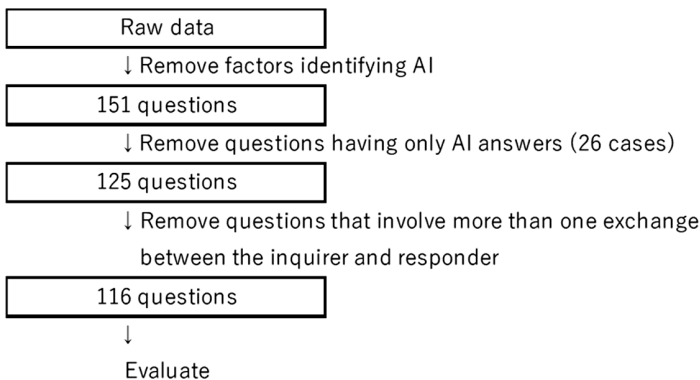 Raw data
↓ Remove factors identifying AI
151 questions
↓ Remove questions having only AI answers (26 cases)
125 questions
↓ Remove questions that involve more than one exchange
between the inquirer and responder
116 questions
↓
Evaluate